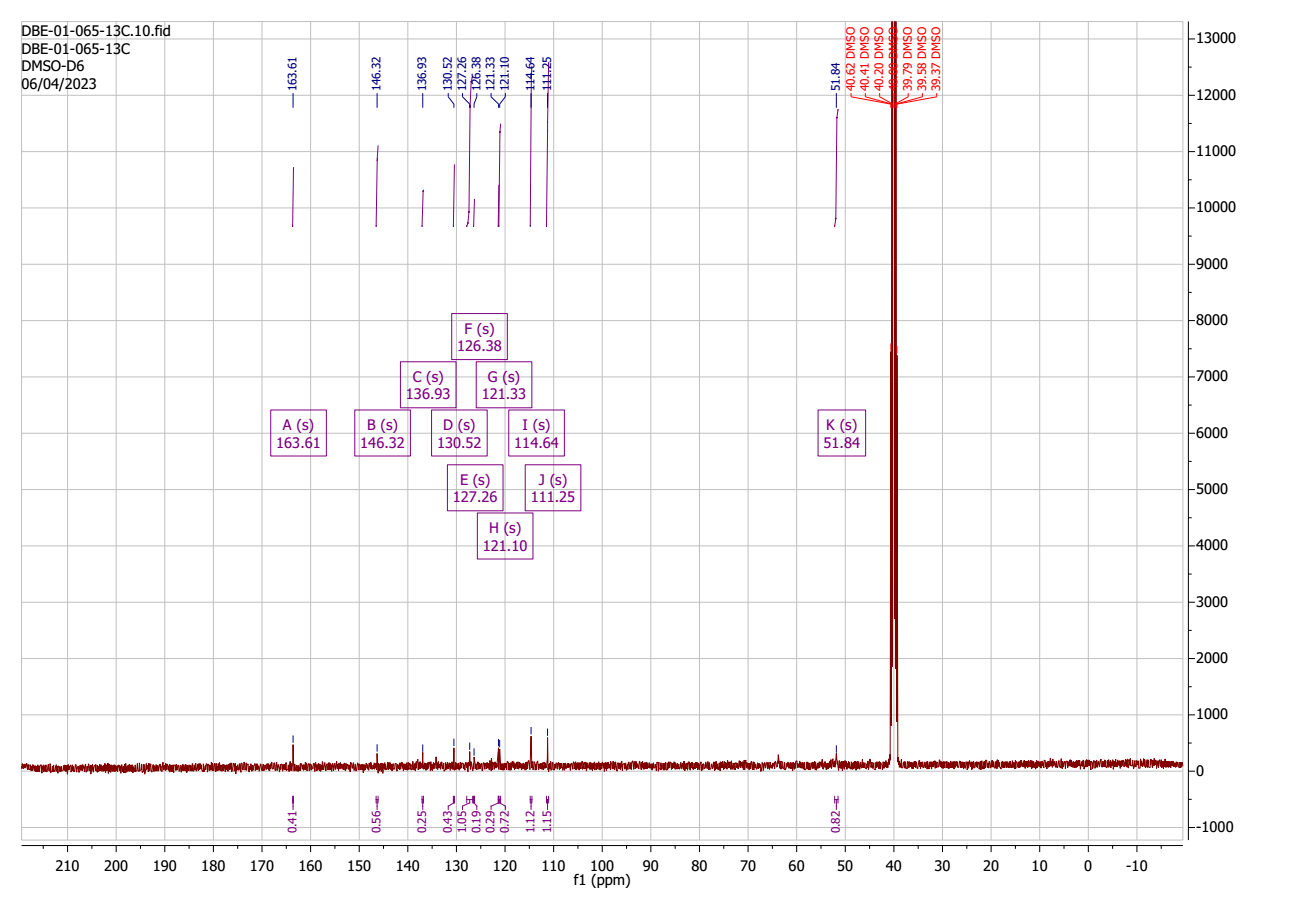 DBE-01-065-13C.10.fid
DBE-01-065-13C
DMSO-D6
06/04/2023
163.61
146.32
136.93
130.52
127.26
126.38
121.33
121.10
114.64
111.25
51.84
40.62 DMSO
40.41 DMSO
40.20 DMSO
39.79 DMSO
39.58 DMSO
39.37 DMSO
F (s)
126.38
C (s)
136.93
G (s)
121.33
A (s)
163.61
B (s)
146.32
D (s)
130.52
I (s)
114.64
K (s)
51.84
E (s)
127.26
J (s)
111.25
H (s)
121.10
13000
12000
11000
10000
9000
8000
7000
6000
5000
4000
3000
2000
1000
0
-1000
0.41
0.56
0.25
0.43
1.05
0.19
0.29
0.72
1.12
1.15
0.82
210 200 190 180 170 160 150 140 130 120 110 100 90 80 70 60 50 40 30 20 10 0 -10
f1 (ppm)